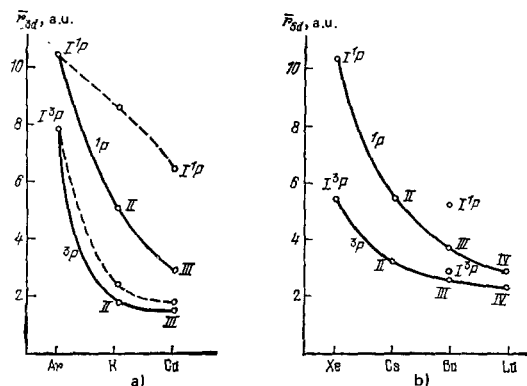 r̄3d, a.u.
10
8
6
4
2
I¹P
I³P
¹P
³P
II
III
II
III
I¹P
Ar K Ca
a)
r̄5d, a.u.
10
8
6
4
2
I¹P
¹P
I³P
³P
II
I¹P
III
IV
II
I³P
III
IV
Xe Cs Ba La
b)